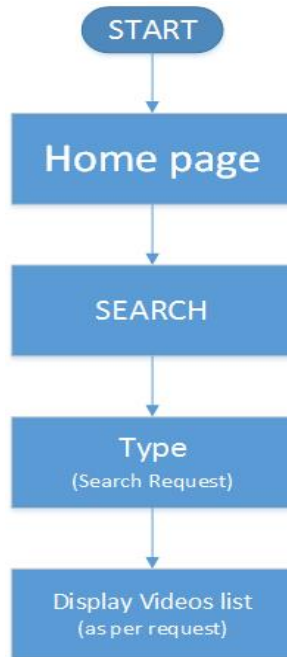 START
Home page
SEARCH
Type
(Search Request)
Display Videos list
(as per request)